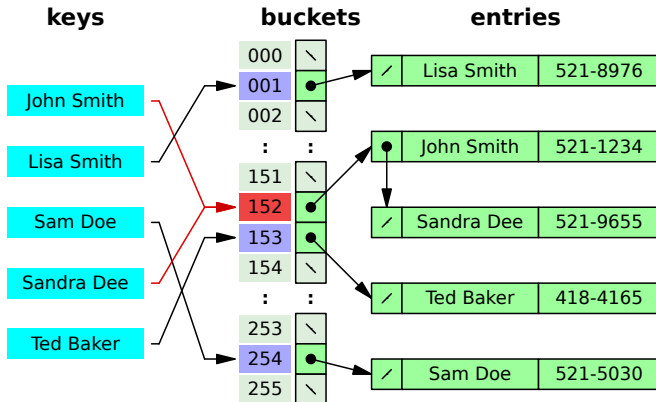 keys
buckets
entries
John Smith
Lisa Smith
Sam Doe
Sandra Dee
Ted Baker
000
001
002
: :
151
152
153
154
: :
253
254
255
Lisa Smith 521-8976
John Smith 521-1234
Sandra Dee 521-9655
Ted Baker 418-4165
Sam Doe 521-5030